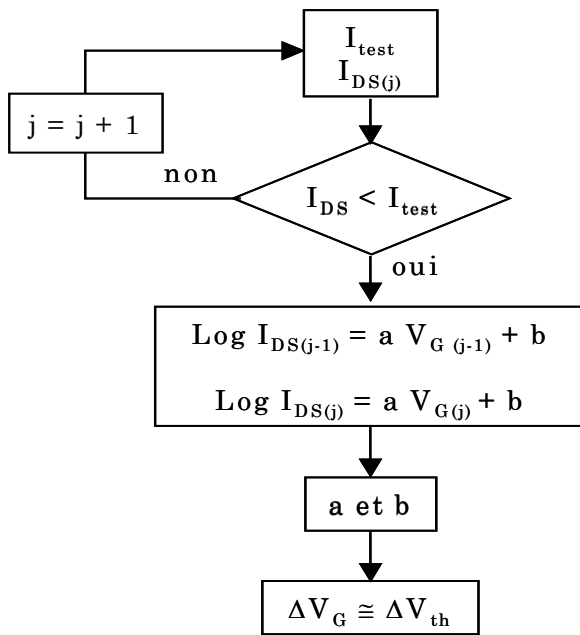 I_test
I_DS(j)
j = j + 1
non
I_DS < I_test
oui
Log I_DS(j-1) = a V_G (j-1) + b
Log I_DS(j) = a V_G(j) + b
a et b
ΔV_G ≅ ΔV_th